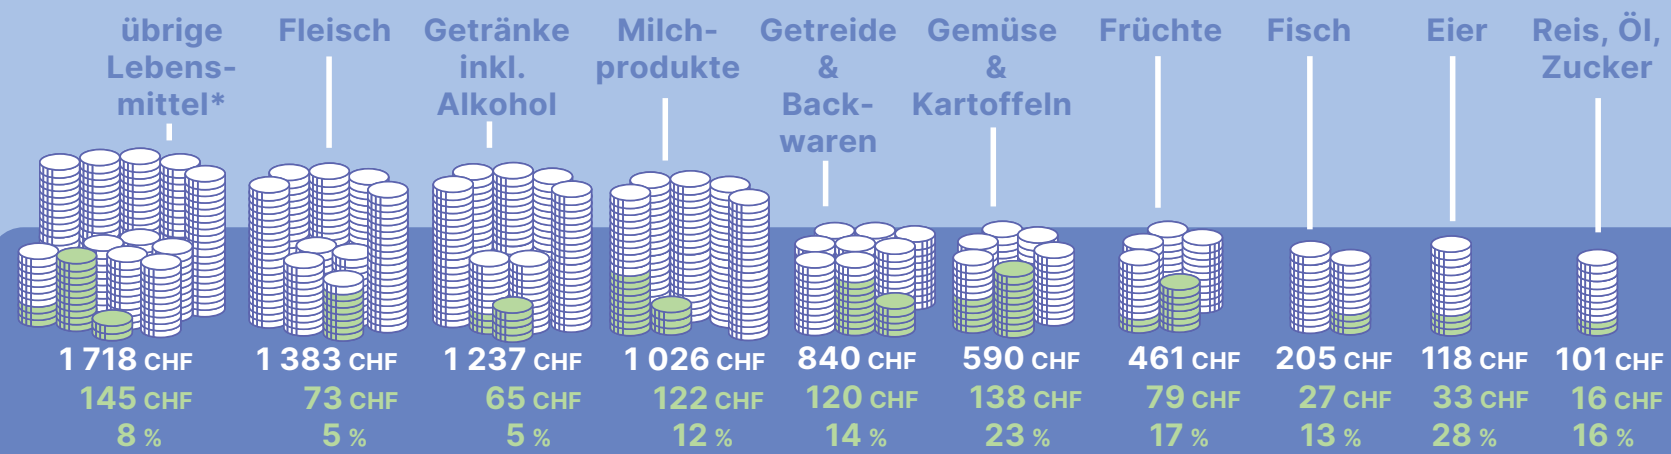 übrige
Lebens-
mittel*
Fleisch
Getränke
inkl.
Alkohol
Milch-
produkte
Getreide
&
Back-
waren
Gemüse
&
Kartoffeln
Früchte
Fisch
Eier
Reis, Öl,
Zucker
1 718 CHF
145 CHF
8 %
1 383 CHF
73 CHF
5 %
1 237 CHF
65 CHF
5 %
1 026 CHF
122 CHF
12 %
840 CHF
120 CHF
14 %
590 CHF
138 CHF
23 %
461 CHF
79 CHF
17 %
205 CHF
27 CHF
13 %
118 CHF
33 CHF
28 %
101 CHF
16 CHF
16 %